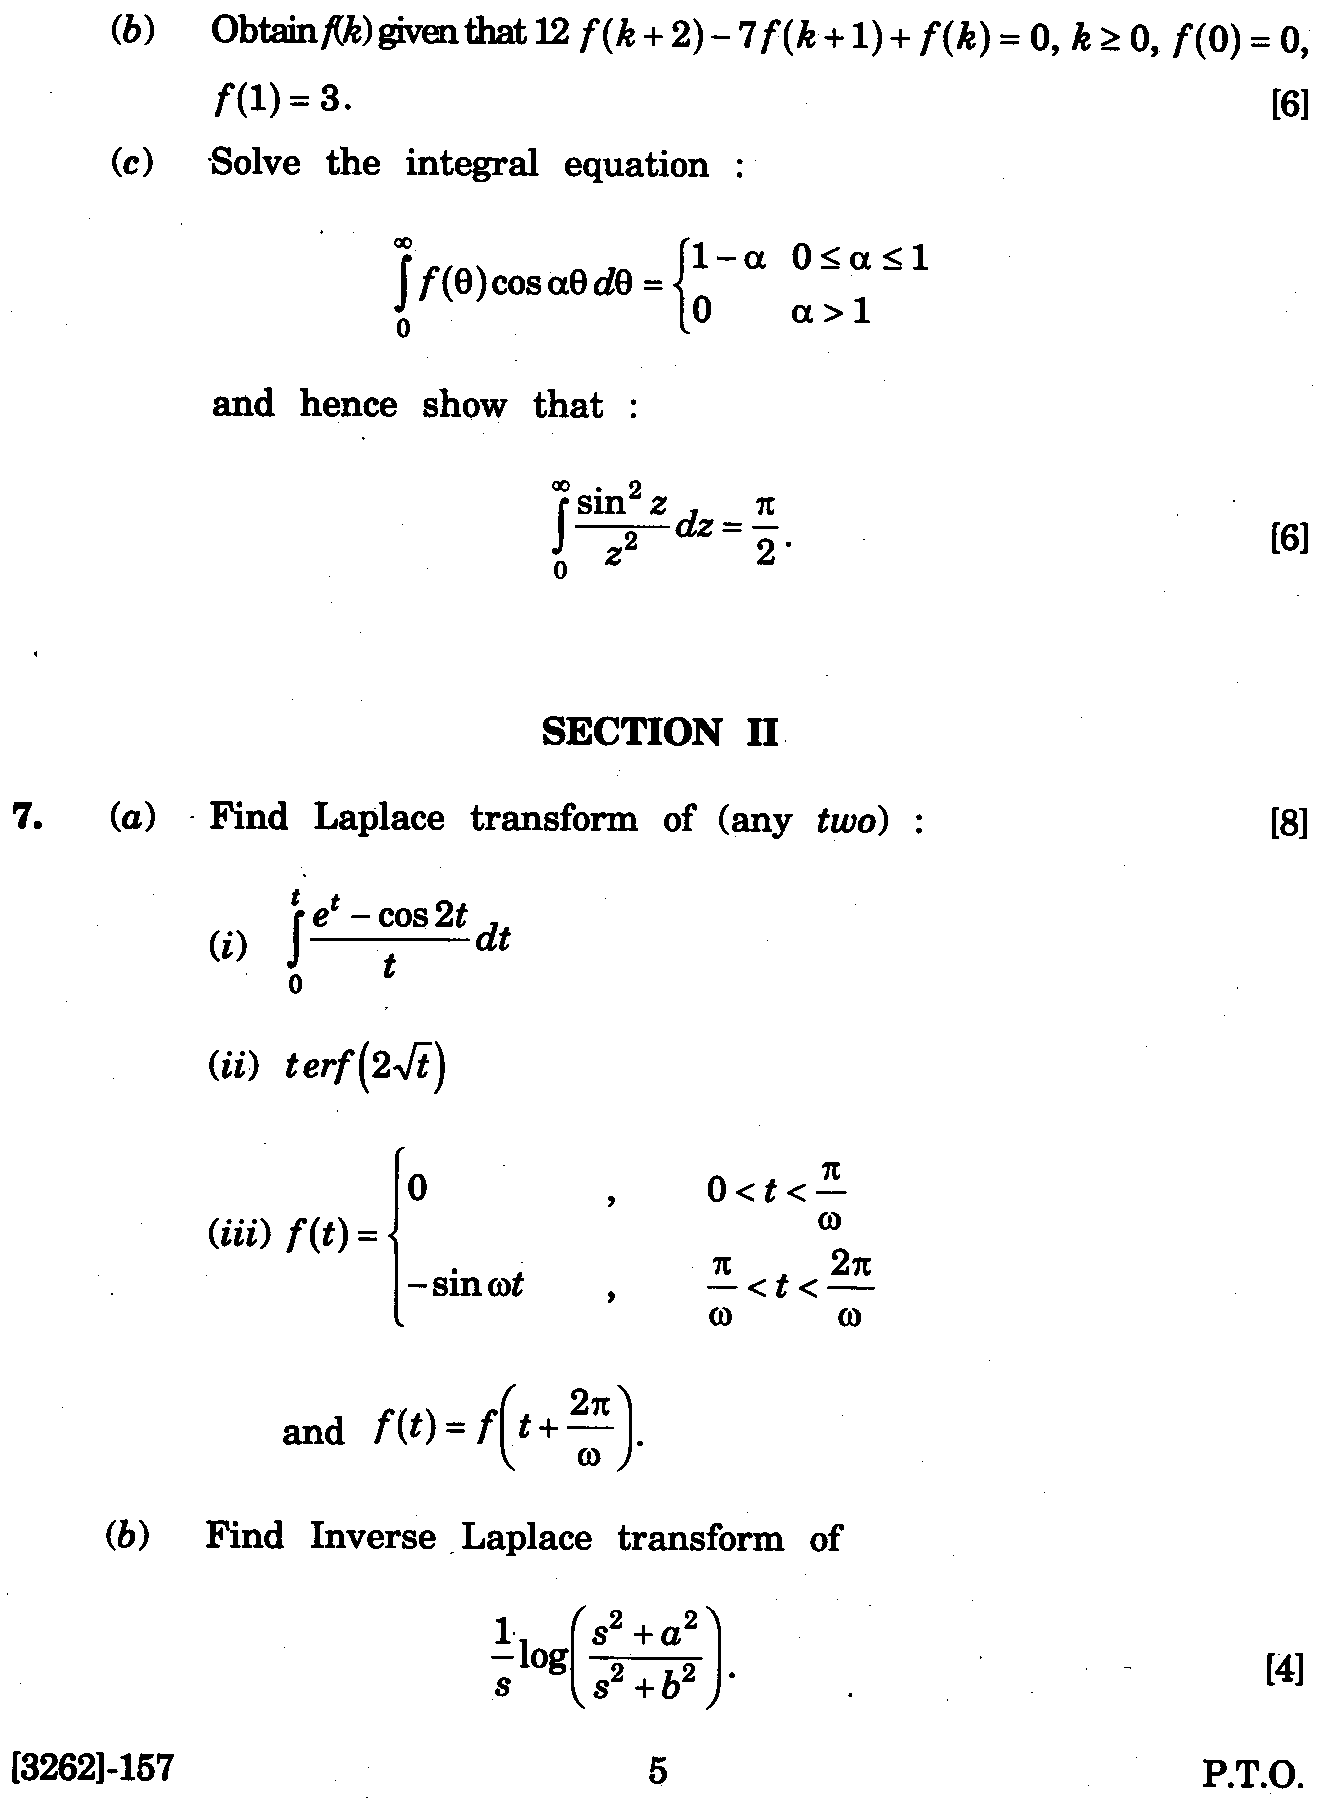 (b) Obtain f(k) given that 12 f(k + 2) – 7f(k + 1) + f(k) = 0, k ≥ 0, f(0) = 0,
f(1) = 3. [6]
(c) Solve the integral equation :
∫₀^∞ f(θ) cos αθ dθ = { 1 – α 0 ≤ α ≤ 1
0 α > 1
and hence show that :
∫₀^∞ sin² z / z² dz = π/2. [6]
SECTION II
7. (a) Find Laplace transform of (any two) : [8]
(i) ∫₀^t (e^t – cos 2t)/t dt
(ii) t erf(2√t)
(iii) f(t) = { 0 , 0 < t < π/ω
– sin ωt , π/ω < t < 2π/ω
and f(t) = f(t + 2π/ω).
(b) Find Inverse Laplace transform of
1/s log((s² + a²)/(s² + b²)). [4]
[3262]-157 5 P.T.O.